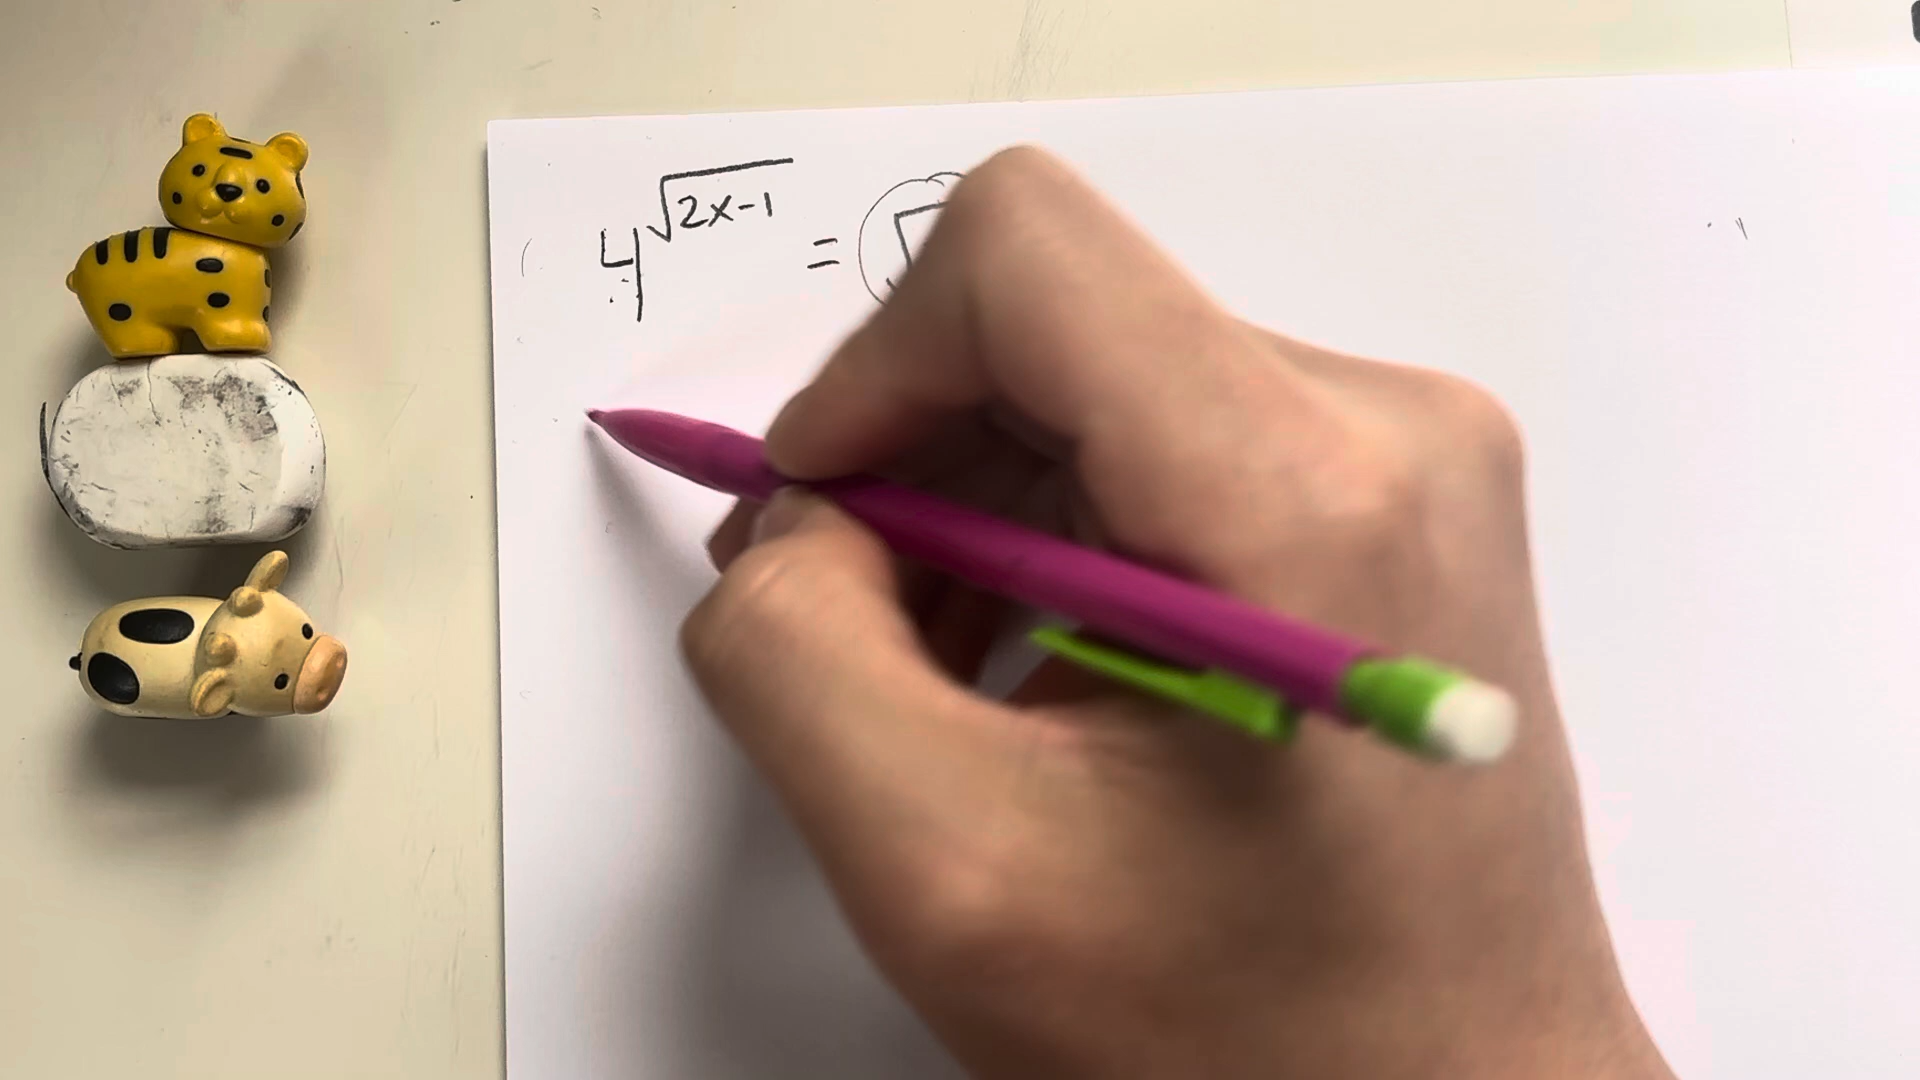 4^√(2x-1) = √